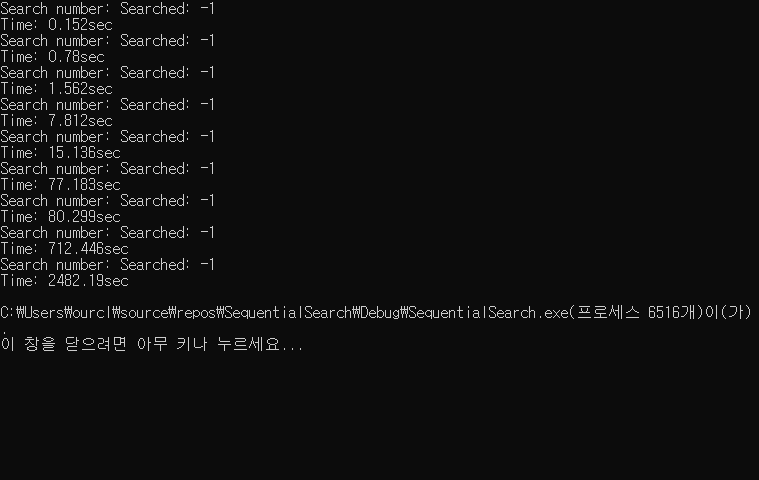 Search number: Searched: -1
Time: 0.152sec
Search number: Searched: -1
Time: 0.78sec
Search number: Searched: -1
Time: 1.562sec
Search number: Searched: -1
Time: 7.812sec
Search number: Searched: -1
Time: 15.136sec
Search number: Searched: -1
Time: 77.183sec
Search number: Searched: -1
Time: 80.299sec
Search number: Searched: -1
Time: 712.446sec
Search number: Searched: -1
Time: 2482.19sec
C:₩Users₩ourcl₩source₩repos₩SequentialSearch₩Debug₩SequentialSearch.exe(프로세스 6516개)이(가)
.
이 창을 닫으려면 아무 키나 누르세요...